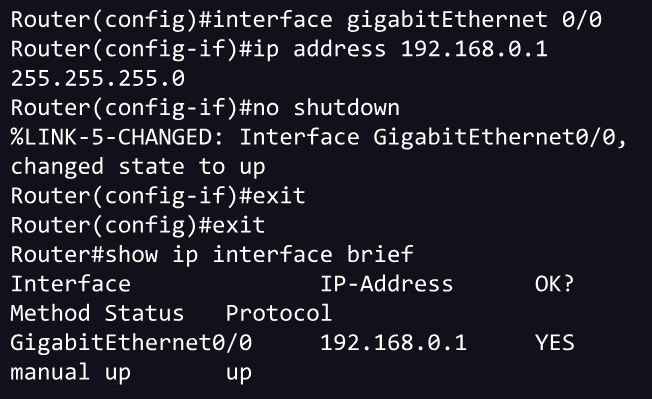 Router(config)#interface gigabitEthernet 0/0
Router(config-if)#ip address 192.168.0.1
255.255.255.0
Router(config-if)#no shutdown
%LINK-5-CHANGED: Interface GigabitEthernet0/0,
changed state to up
Router(config-if)#exit
Router(config)#exit
Router#show ip interface brief
Interface              IP-Address      OK?
Method Status   Protocol
GigabitEthernet0/0     192.168.0.1     YES
manual up       up